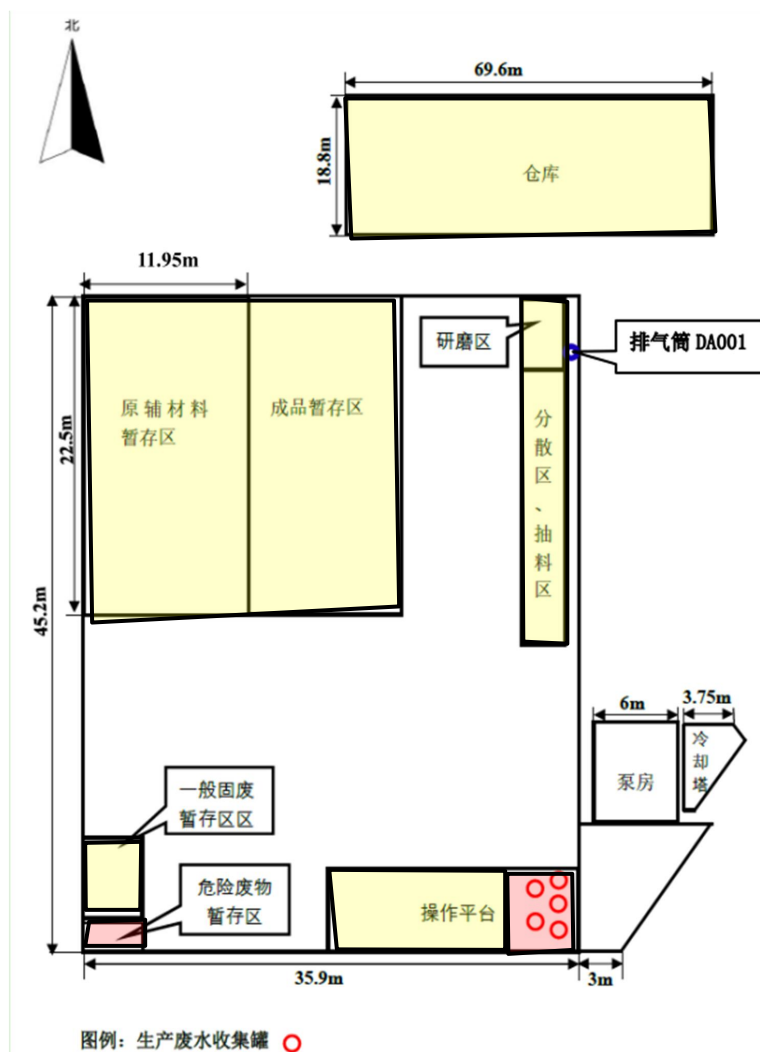 北
69.6m
18.8m
仓库
11.95m
研磨区
排气筒 DA001
原辅材料
暂存区
成品暂存区
22.5m
分散区、抽料区
45.2m
6m
3.75m
泵房
冷却塔
一般固废
暂存区区
危险废物
暂存区
操作平台
35.9m
3m
图例：生产废水收集罐